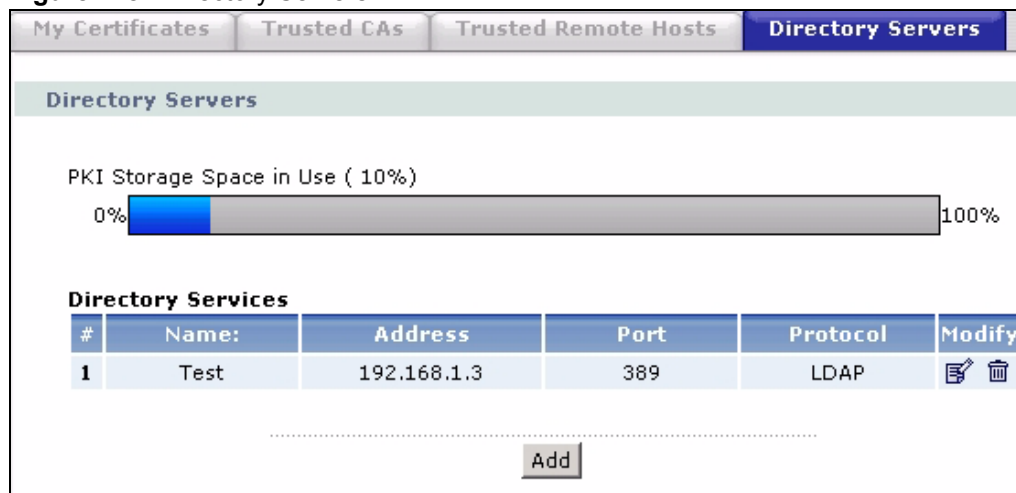 My Certificates Trusted CAs Trusted Remote Hosts Directory Servers
Directory Servers
PKI Storage Space in Use ( 10%)
0% 100%
Directory Services
# Name: Address Port Protocol Modify
1 Test 192.168.1.3 389 LDAP
Add